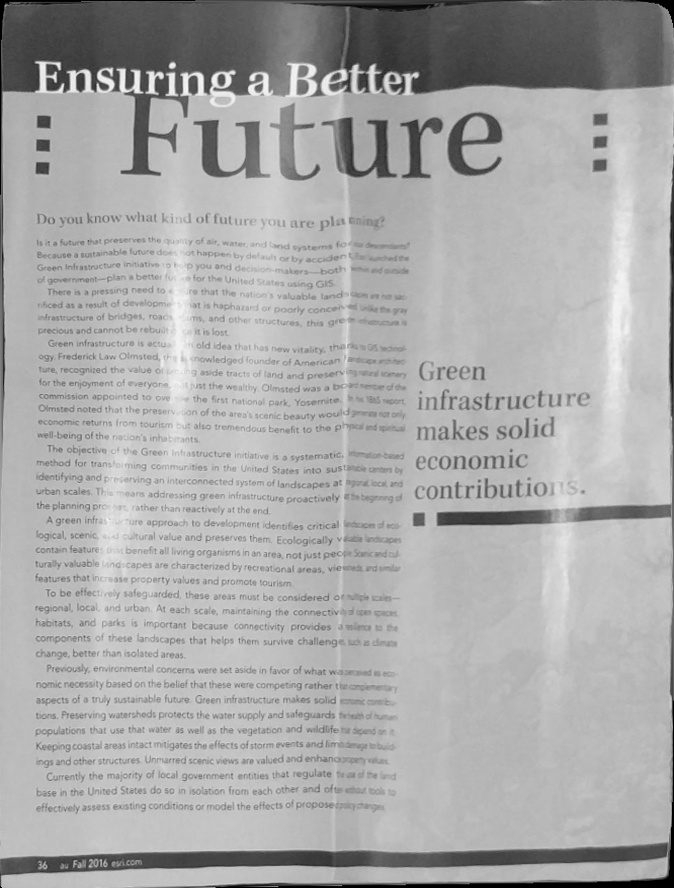 Ensuring a Better
Future
Do you know what kind of future you are planning?
Is it a future that preserves the quality of air, water, and land systems for our descendants?
Because a sustainable future does not happen by default or by accident, Esri launched the
Green Infrastructure initiative to help you and decision-makers—both within and outside
of government—plan a better future for the United States using GIS.
There is a pressing need to ensure that the nation's valuable landscapes are not sac-
rificed as a result of development that is haphazard or poorly conceived. Unlike the gray
infrastructure of bridges, roads, dams, and other structures, this green infrastructure is
precious and cannot be rebuilt once it is lost.
Green infrastructure is actually an old idea that has new vitality, thanks to GIS technol-
ogy. Frederick Law Olmsted, the acknowledged founder of American landscape architec-
ture, recognized the value of setting aside tracts of land and preserving natural scenery
for the enjoyment of everyone, not just the wealthy. Olmsted was a board member of the
commission appointed to oversee the first national park, Yosemite. In his 1865 report,
Olmsted noted that the preservation of the area's scenic beauty would generate not only
economic returns from tourism but also tremendous benefit to the physical and spiritual
well-being of the nation's inhabitants.
The objective of the Green Infrastructure initiative is a systematic, information-based
method for transforming communities in the United States into sustainable centers by
identifying and preserving an interconnected system of landscapes at regional, local, and
urban scales. This means addressing green infrastructure proactively at the beginning of
the planning process, rather than reactively at the end.
A green infrastructure approach to development identifies critical landscapes of eco-
logical, scenic, and cultural value and preserves them. Ecologically valuable landscapes
contain features that benefit all living organisms in an area, not just people. Scenic and cul-
turally valuable landscapes are characterized by recreational areas, viewsheds, and similar
features that increase property values and promote tourism.
To be effectively safeguarded, these areas must be considered at multiple scales—
regional, local, and urban. At each scale, maintaining the connectivity of open spaces,
habitats, and parks is important because connectivity provides a resilience to the
components of these landscapes that helps them survive challenges, such as climate
change, better than isolated areas.
Previously, environmental concerns were set aside in favor of what was perceived as eco-
nomic necessity based on the belief that these were competing rather than complementary
aspects of a truly sustainable future. Green infrastructure makes solid economic contribu-
tions. Preserving watersheds protects the water supply and safeguards the health of human
populations that use that water as well as the vegetation and wildlife that depend on it.
Keeping coastal areas intact mitigates the effects of storm events and limits damage to build-
ings and other structures. Unmarred scenic views are valued and enhance property values.
Currently the majority of local government entities that regulate the use of the land
base in the United States do so in isolation from each other and often without tools to
effectively assess existing conditions or model the effects of proposed policy changes.
Green
infrastructure
makes solid
economic
contributions.
36 au Fall 2016 esri.com